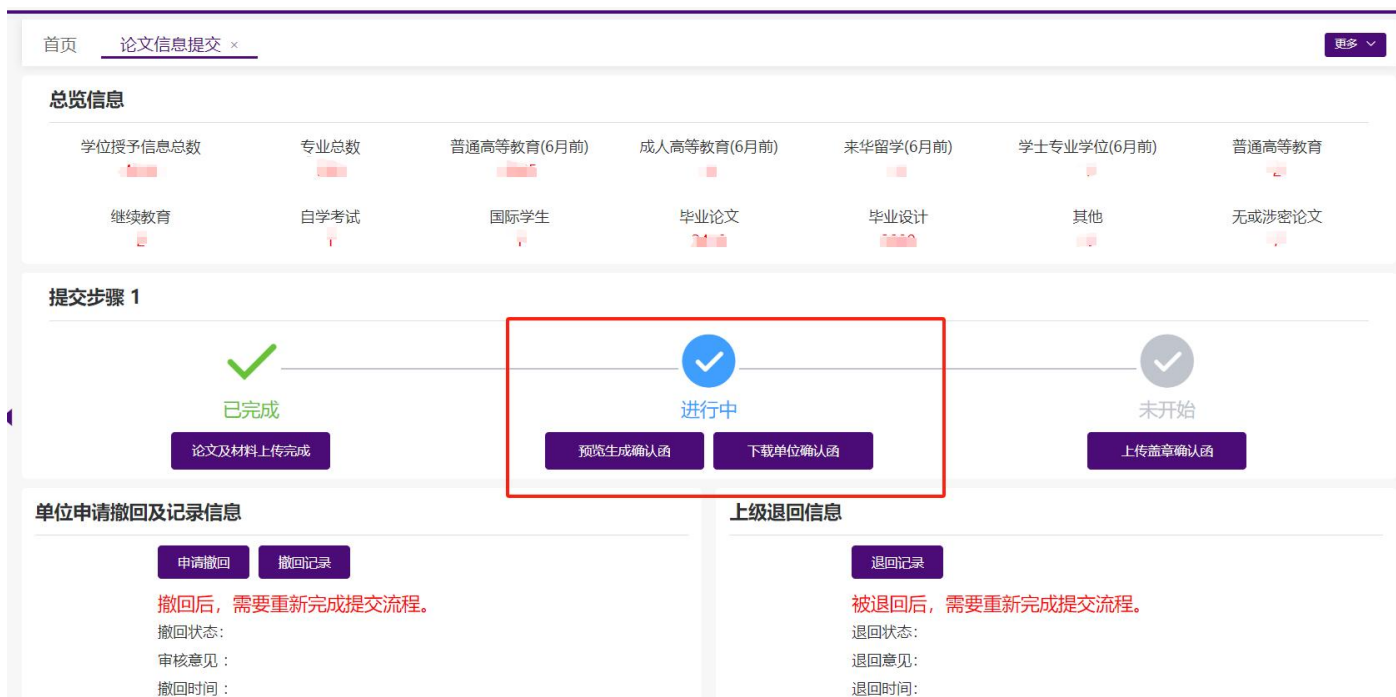 首页 论文信息提交 × 更多
总览信息
学位授予信息总数 专业总数 普通高等教育(6月前) 成人高等教育(6月前) 来华留学(6月前) 学士专业学位(6月前) 普通高等教育
继续教育 自学考试 国际学生 毕业论文 毕业设计 其他 无或涉密论文
提交步骤 1
已完成 进行中 未开始
论文及材料上传完成 预览生成确认函 下载单位确认函 上传盖章确认函
单位申请撤回及记录信息
申请撤回 撤回记录
撤回后，需要重新完成提交流程。
撤回状态：
审核意见：
撤回时间：
上级退回信息
退回记录
被退回后，需要重新完成提交流程。
退回状态：
退回意见：
退回时间：